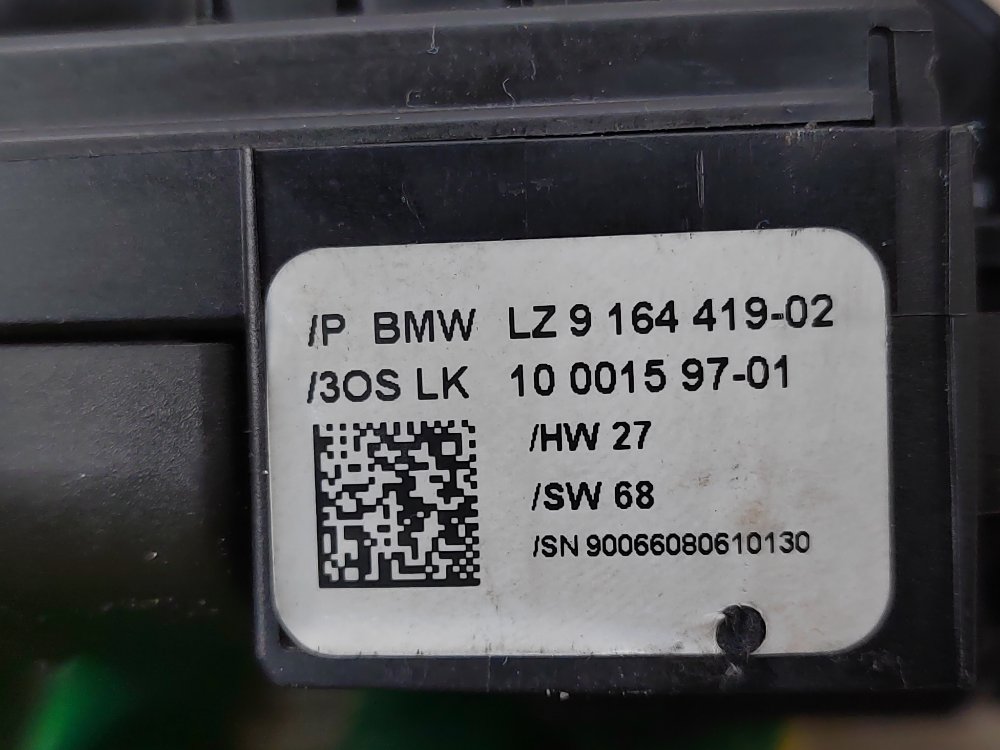 /P BMW LZ 9 164 419-02
/3OS LK 10 0015 97-01
/HW 27
/SW 68
/SN 90066080610130